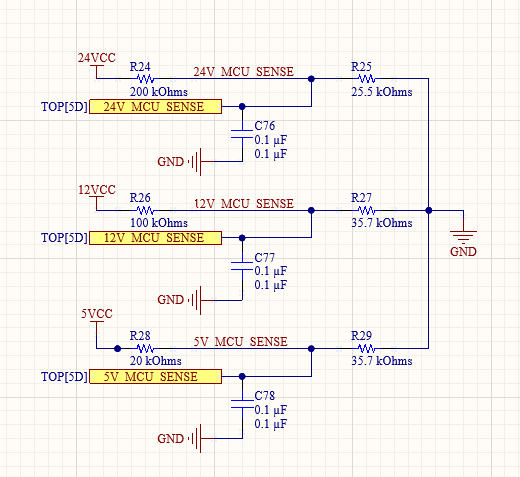 24VCC
R24
24V_MCU_SENSE
R25
200 kOhms
25.5 kOhms
TOP[5D]
24V_MCU_SENSE
C76
0.1 µF
0.1 µF
GND
12VCC
R26
12V_MCU_SENSE
R27
100 kOhms
35.7 kOhms
TOP[5D]
12V_MCU_SENSE
GND
C77
0.1 µF
0.1 µF
GND
5VCC
R28
5V_MCU_SENSE
R29
20 kOhms
35.7 kOhms
TOP[5D]
5V_MCU_SENSE
C78
0.1 µF
0.1 µF
GND